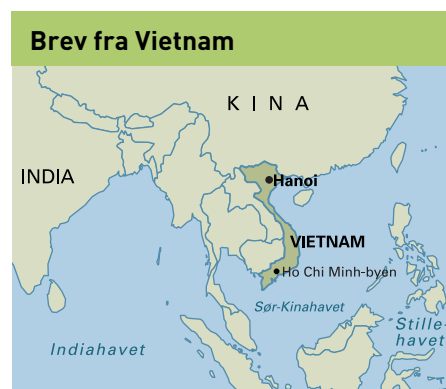 Brev fra Vietnam
K I N A
INDIA
Hanoi
VIETNAM
Ho Chi Minh-byen
Sør-Kinahavet
Stille-
havet
Indiahavet